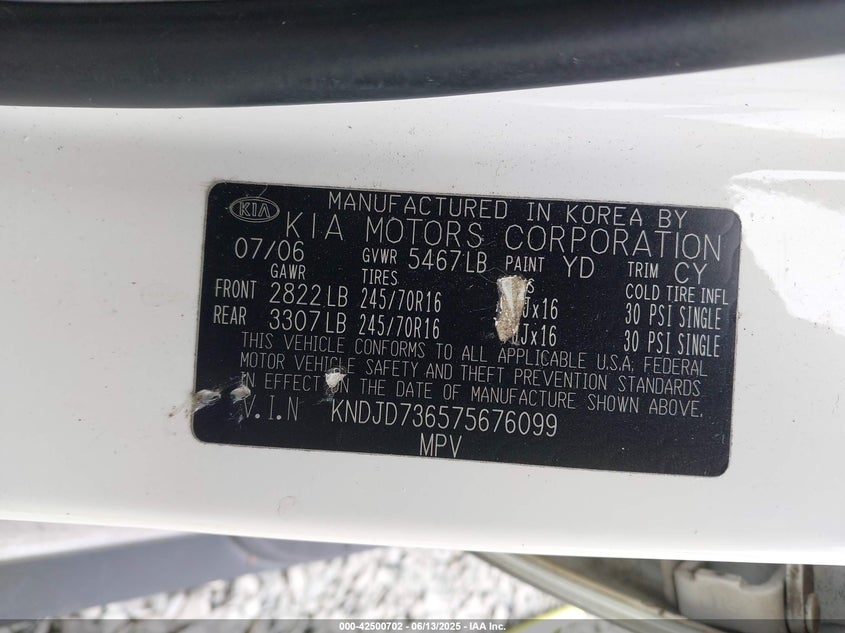 KIA
MANUFACTURED IN KOREA BY
KIA MOTORS CORPORATION
07/06 GVWR 5467LB PAINT YD TRIM CY
GAWR TIRES COLD TIRE INFL
FRONT 2822LB 245/70R16 Jx16 30 PSI SINGLE
REAR 3307LB 245/70R16 Jx16 30 PSI SINGLE
THIS VEHICLE CONFORMS TO ALL APPLICABLE U.S.A, FEDERAL
MOTOR VEHICLE SAFETY AND THEFT PREVENTION STANDARDS
IN EFFECT ON THE DATE OF MANUFACTURE SHOWN ABOVE.
V.I.N KNDJD736575676099
MPV
000-42500702 - 06/13/2025 - IAA Inc.